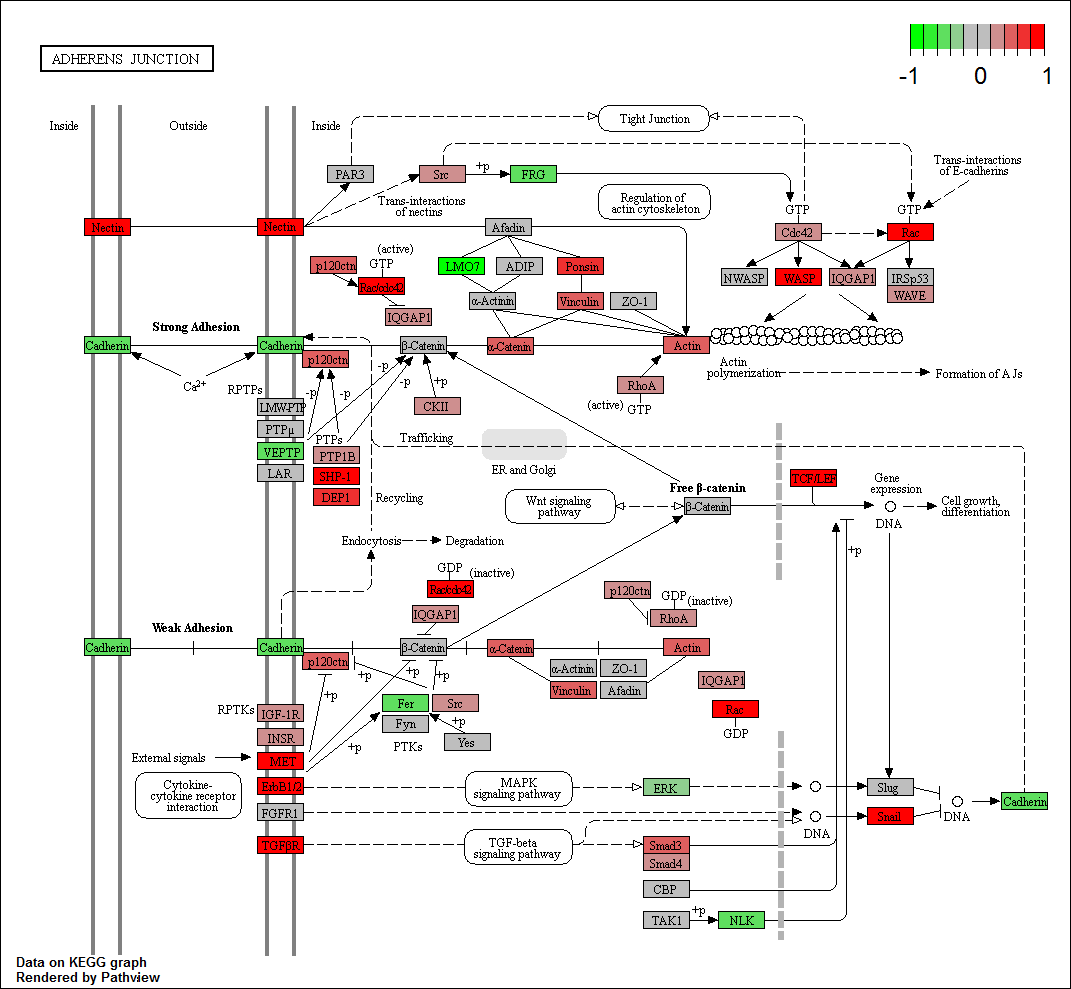 ADHERENS JUNCTION
-1 0 1
Inside
Outside
Inside
Tight Junction
PAR3
Src
+p
FRG
Trans-interactions
of E-cadherins
Trans-interactions
of nectins
Regulation of
actin cytoskeleton
GTP
GTP
Nectin
Nectin
Afadin
Cdc42
Rac
(active)
p120ctn
GTP
LMO7
ADIP
Ponsin
NWASP
WASP
IQGAP1
IRSp53
Rac/cdc42
WAVE
α-Actinin
Vinculin
ZO-1
IQGAP1
Strong Adhesion
Cadherin
Cadherin
β-Catenin
α-Catenin
Actin
p120ctn
Actin
polymerization
Formation of AJs
Ca2+
RPTPs
-p
-p
-p
-p
+p
RhoA
(active)
GTP
LMW-PTP
CKII
PTPμ
PTPs
Trafficking
VEPTP
PTP1B
LAR
SHP-1
ER and Golgi
DEP1
Recycling
Free β-catenin
TCF/LEF
Gene
expression
Wnt signaling
pathway
β-Catenin
DNA
Cell growth,
differentiation
Endocytosis
Degradation
+p
GDP
(inactive)
Rac/cdc42
p120ctn
GDP
(inactive)
IQGAP1
RhoA
Weak Adhesion
Cadherin
Cadherin
β-Catenin
α-Catenin
Actin
p120ctn
+p
+p
+p
+p
α-Actinin
ZO-1
Vinculin
Afadin
IQGAP1
RPTKs
IGF-1R
Fer
Src
Rac
GDP
INSR
Fyn
+p
+p
Yes
PTKs
External signals
MET
Cytokine-
cytokine receptor
interaction
ErbB1/2
MAPK
signaling pathway
ERK
Slug
Cadherin
FGFR1
DNA
Snail
DNA
TGFβR
TGF-beta
signaling pathway
Smad3
Smad4
CBP
TAK1
+p
NLK
Data on KEGG graph
Rendered by Pathview